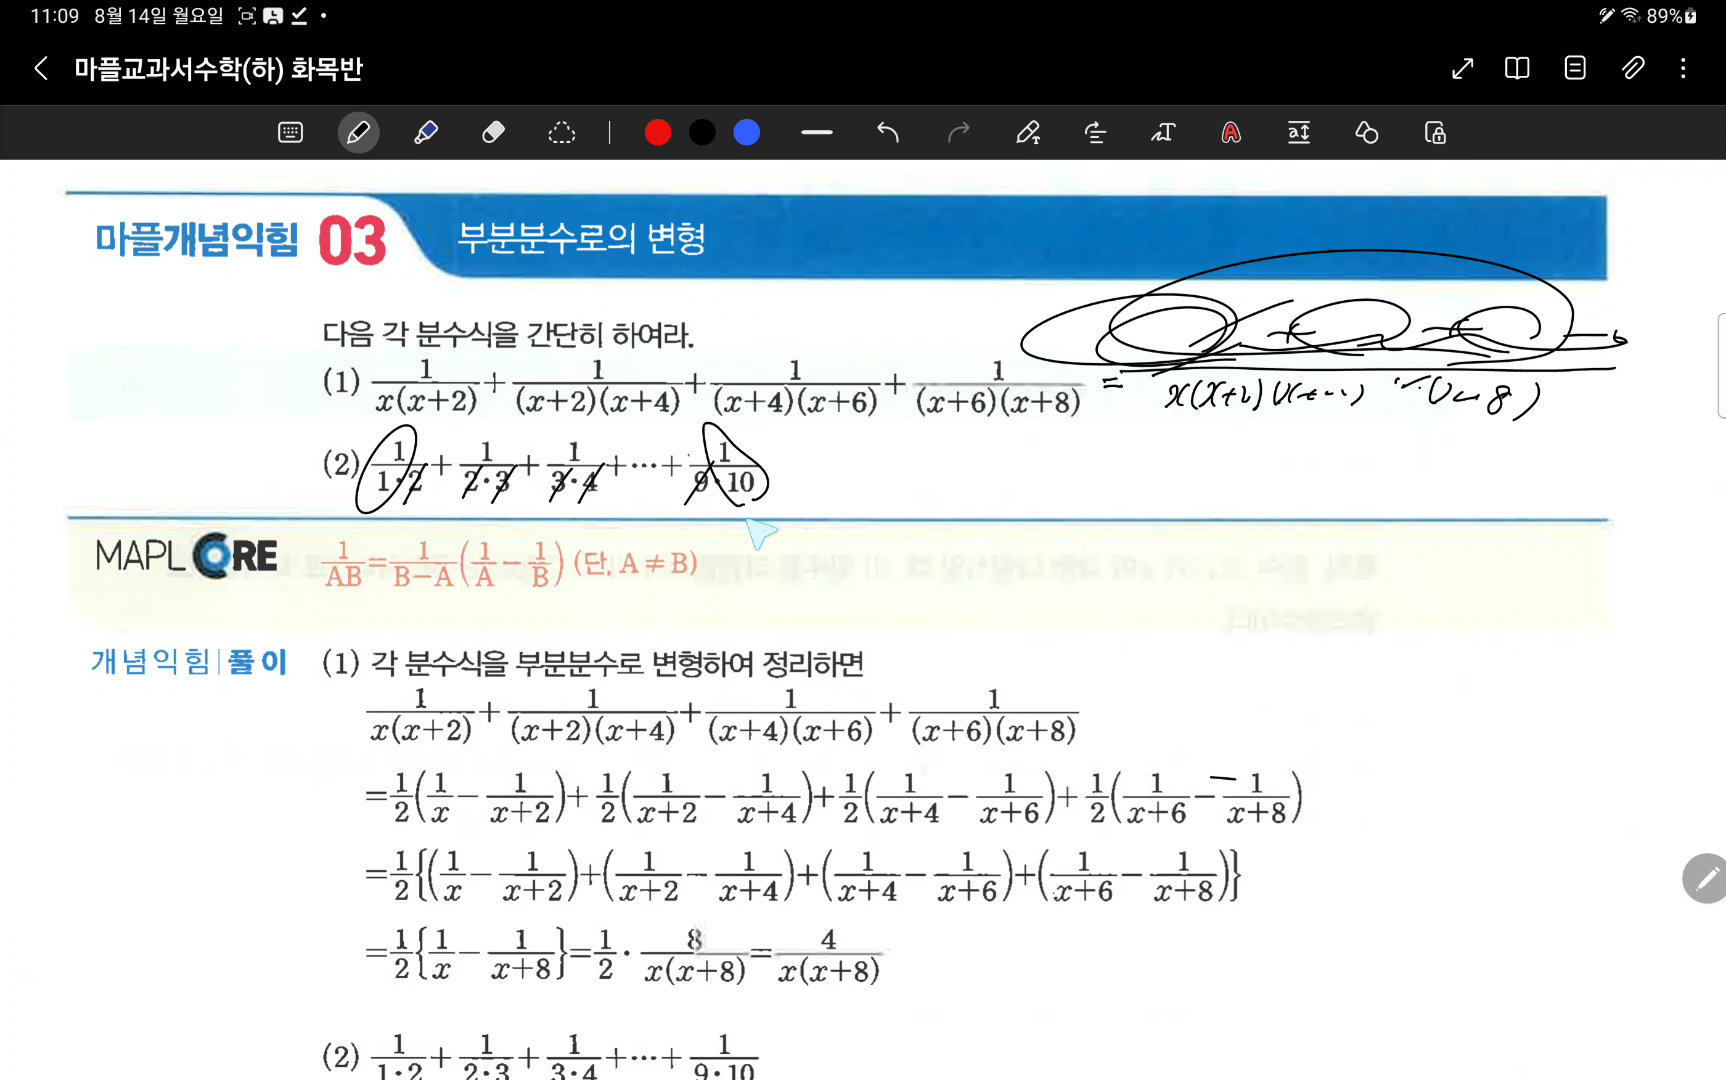 11:09 8월 14일 월요일 89%
마플교과서수학(하) 화목반
마플개념익힘 03 부분분수로의 변형
다음 각 분수식을 간단히 하여라.
(1) 1/x(x+2) + 1/(x+2)(x+4) + 1/(x+4)(x+6) + 1/(x+6)(x+8) =
(2) 1/1·2 + 1/2·3 + 1/3·4 + ··· + 1/9·10
MAPL CORE 1/AB = 1/B−A (1/A − 1/B) (단, A ≠ B)
개념익힘 | 풀이 (1) 각 분수식을 부분분수로 변형하여 정리하면
1/x(x+2) + 1/(x+2)(x+4) + 1/(x+4)(x+6) + 1/(x+6)(x+8)
= 1/2 (1/x − 1/x+2) + 1/2 (1/x+2 − 1/x+4) + 1/2 (1/x+4 − 1/x+6) + 1/2 (1/x+6 − 1/x+8)
= 1/2 {(1/x − 1/x+2) + (1/x+2 − 1/x+4) + (1/x+4 − 1/x+6) + (1/x+6 − 1/x+8)}
= 1/2 {1/x − 1/x+8} = 1/2 · 8/x(x+8) = 4/x(x+8)
(2) 1/1·2 + 1/2·3 + 1/3·4 + ··· + 1/9·10